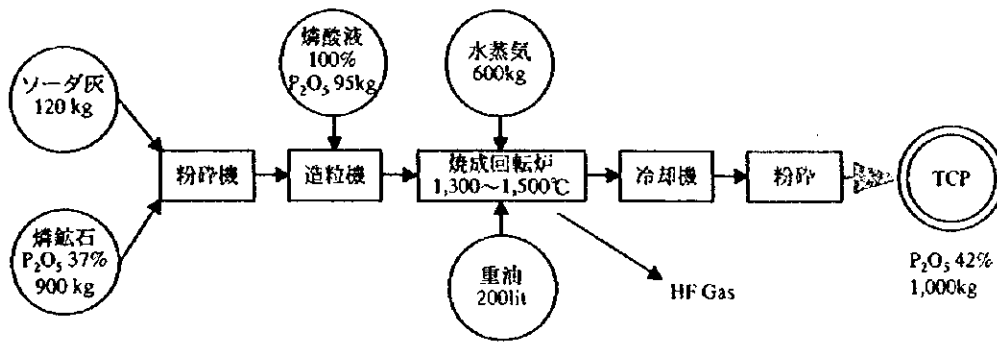 ソーダ灰
120 kg
燐鉱石
P₂O₅ 37%
900 kg
粉砕機
燐酸液
100%
P₂O₅ 95kg
造粒機
水蒸気
600kg
焼成回転炉
1,300～1,500℃
重油
200lit
HF Gas
冷却機
粉砕
TCP
P₂O₅ 42%
1,000kg